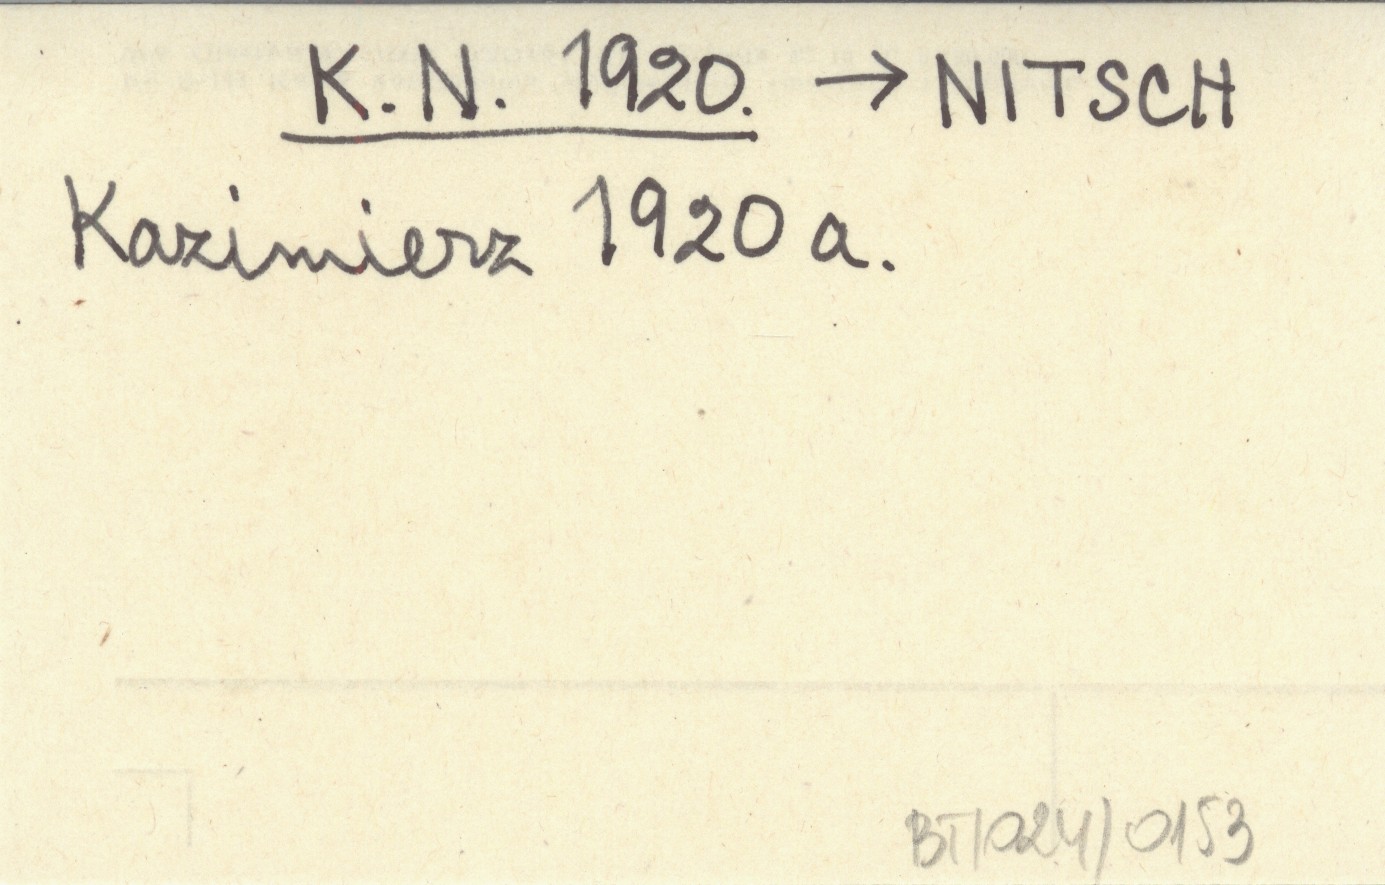 K.N. 1920. → NITSCH
Kazimierz 1920 a.
BT/024/0153